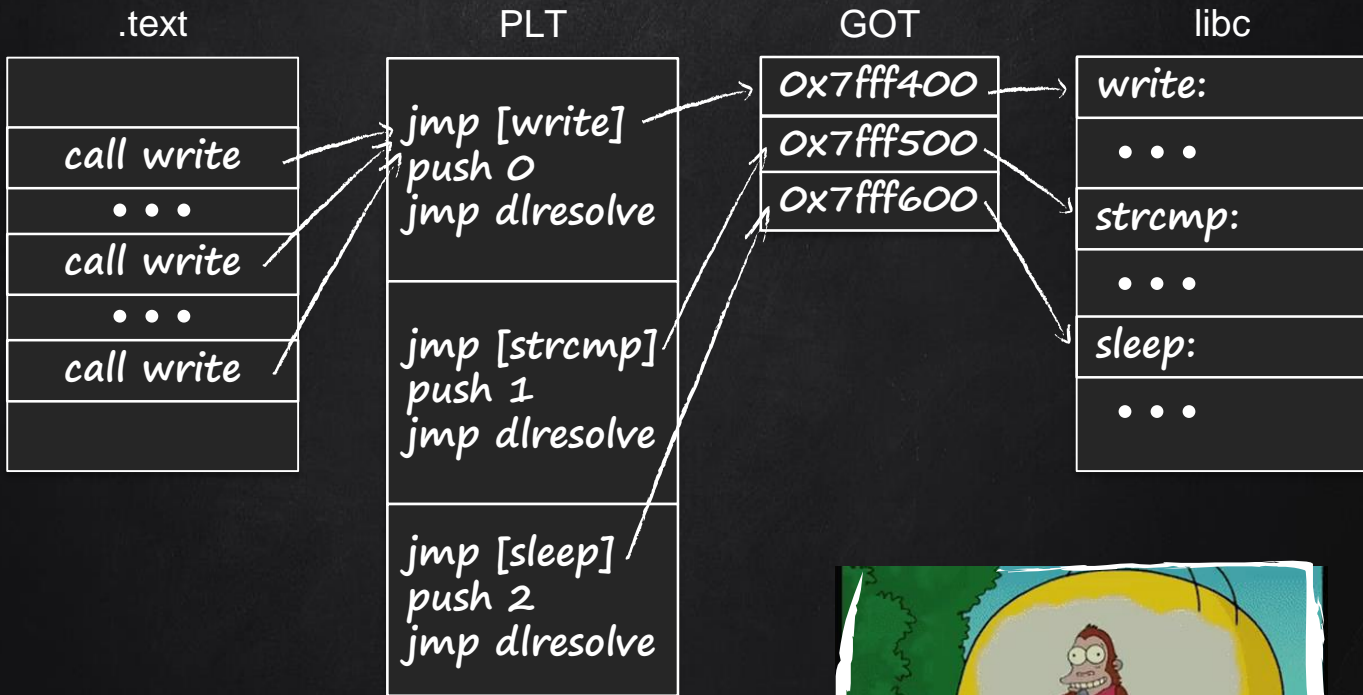 .text
call write
• • •
call write
• • •
call write
PLT
jmp [write]
push 0
jmp dlresolve
jmp [strcmp]
push 1
jmp dlresolve
jmp [sleep]
push 2
jmp dlresolve
GOT
0x7fff400
0x7fff500
0x7fff600
libc
write:
• • •
strcmp:
• • •
sleep:
• • •